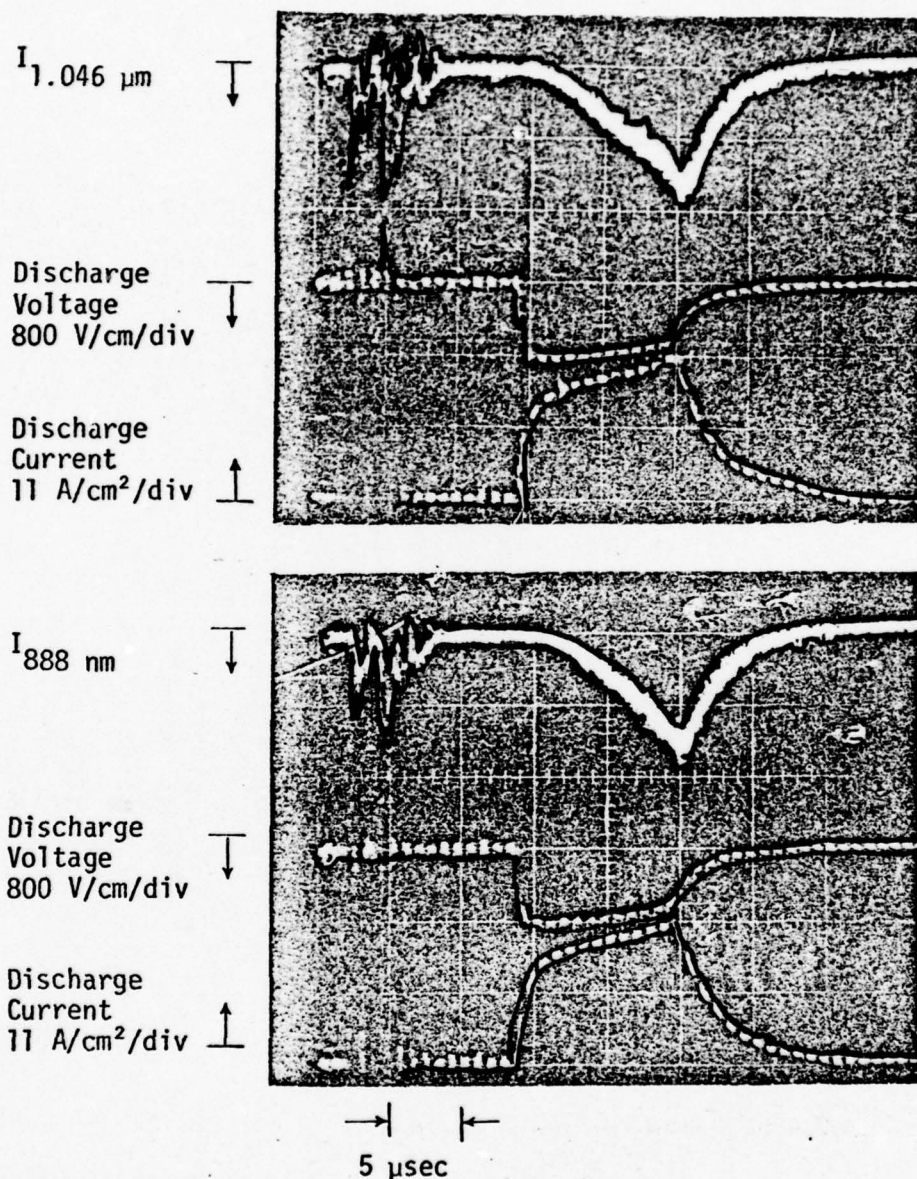 I1.046 μm
Discharge
Voltage
800 V/cm/div
Discharge
Current
11 A/cm²/div
I888 nm
Discharge
Voltage
800 V/cm/div
Discharge
Current
11 A/cm²/div
5 μsec